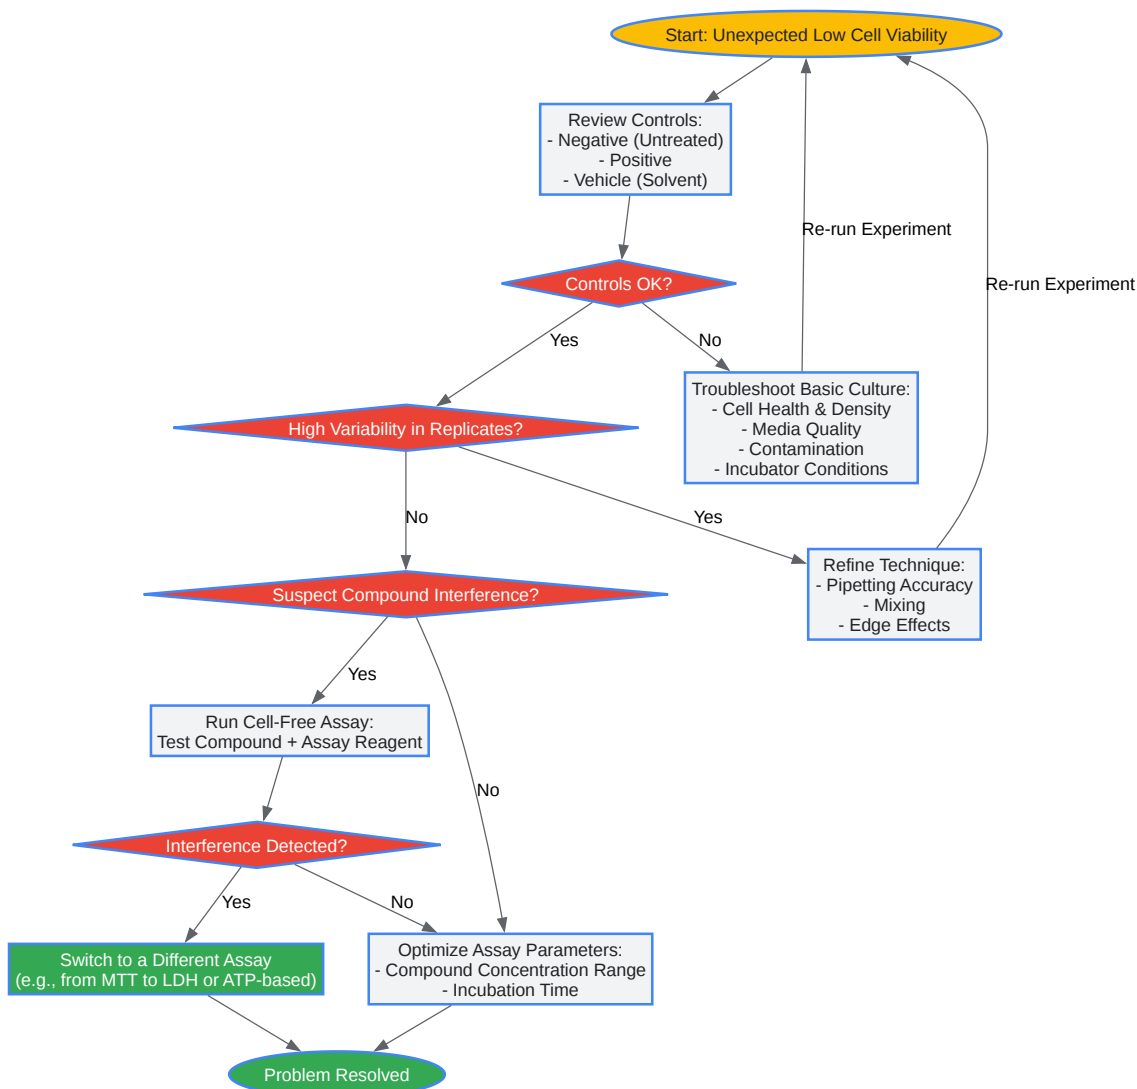 Start: Unexpected Low Cell Viability
Review Controls:
- Negative (Untreated)
- Positive
- Vehicle (Solvent)
Re-run Experiment
Re-run Experiment
Controls OK?
Yes
No
Troubleshoot Basic Culture:
- Cell Health & Density
- Media Quality
- Contamination
- Incubator Conditions
High Variability in Replicates?
No
Yes
Refine Technique:
- Pipetting Accuracy
- Mixing
- Edge Effects
Suspect Compound Interference?
Yes
No
Run Cell-Free Assay:
Test Compound + Assay Reagent
Interference Detected?
Yes
No
Switch to a Different Assay
(e.g., from MTT to LDH or ATP-based)
Optimize Assay Parameters:
- Compound Concentration Range
- Incubation Time
Problem Resolved